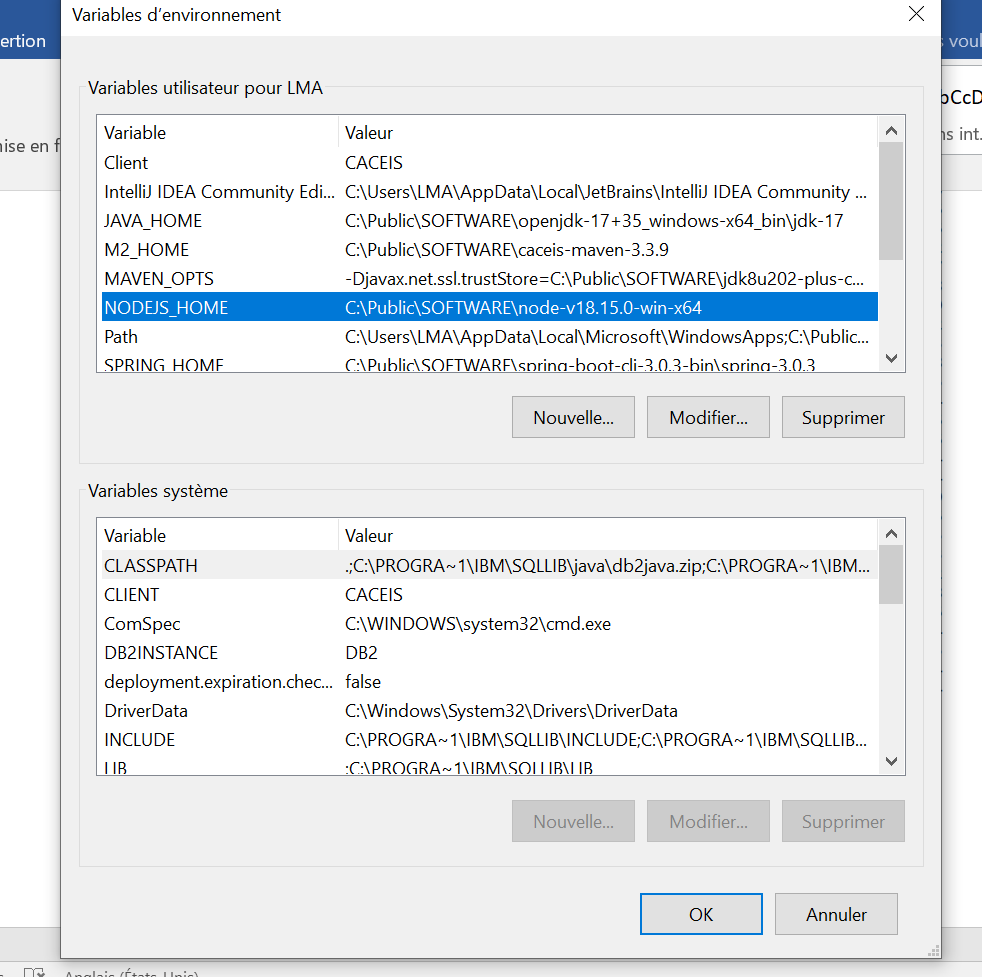 Variables d'environnement
ertion
voul
bCcD
Variables utilisateur pour LMA
ns int.
Variable Valeur
nise en f
Client CACEIS
IntelliJ IDEA Community Edi... C:\Users\LMA\AppData\Local\JetBrains\IntelliJ IDEA Community ...
JAVA_HOME C:\Public\SOFTWARE\openjdk-17+35_windows-x64_bin\jdk-17
M2_HOME C:\Public\SOFTWARE\caceis-maven-3.3.9
MAVEN_OPTS -Djavax.net.ssl.trustStore=C:\Public\SOFTWARE\jdk8u202-plus-c...
NODEJS_HOME C:\Public\SOFTWARE\node-v18.15.0-win-x64
Path C:\Users\LMA\AppData\Local\Microsoft\WindowsApps;C:\Public...
SPRING_HOME C:\Public\SOFTWARE\spring-boot-cli-3.0.3-bin\spring-3.0.3
Nouvelle... Modifier... Supprimer
Variables système
Variable Valeur
CLASSPATH .;C:\PROGRA~1\IBM\SQLLIB\java\db2java.zip;C:\PROGRA~1\IBM...
CLIENT CACEIS
ComSpec C:\WINDOWS\system32\cmd.exe
DB2INSTANCE DB2
deployment.expiration.chec... false
DriverData C:\Windows\System32\Drivers\DriverData
INCLUDE C:\PROGRA~1\IBM\SQLLIB\INCLUDE;C:\PROGRA~1\IBM\SQLLIB...
LIB ;C:\PROGRA~1\IBM\SQLLIB\LIB
Nouvelle... Modifier... Supprimer
OK Annuler
Anglais (États-Unis)